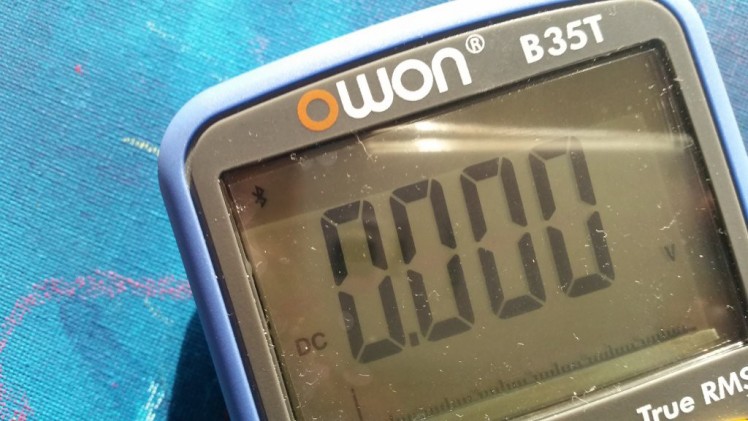 OWON® B35T
0.000
V
DC
True RMS